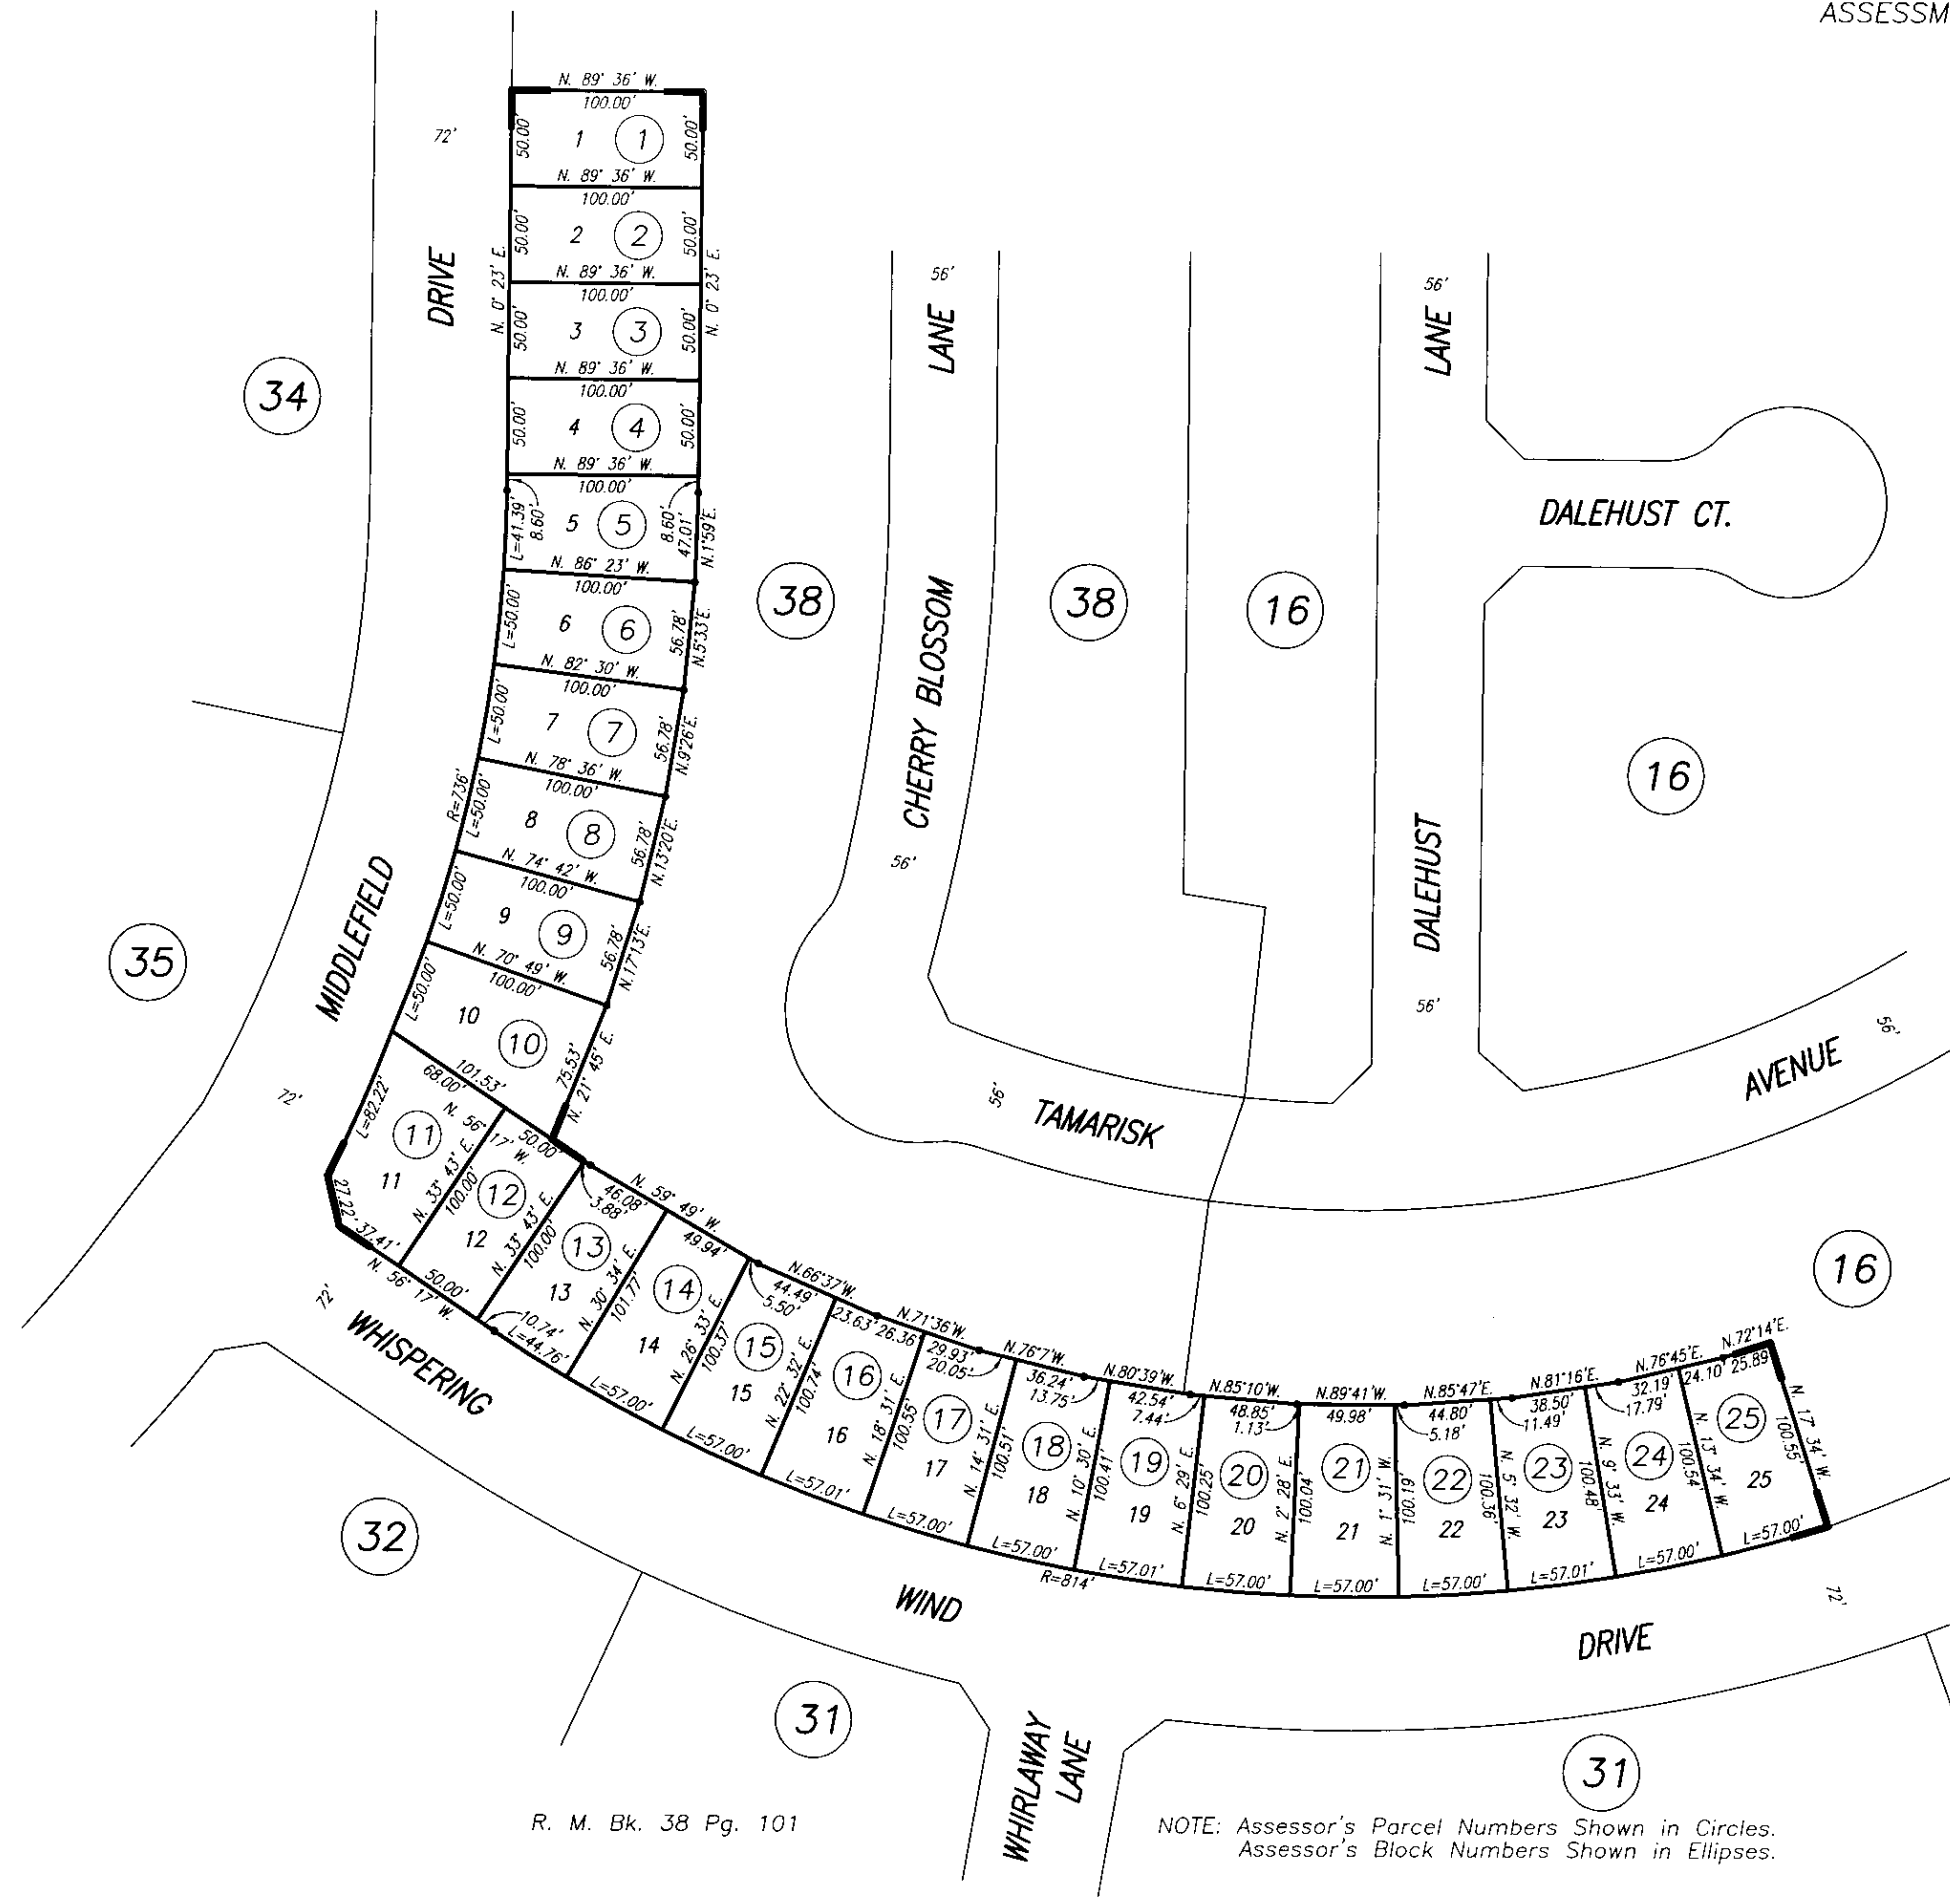 ASSESSM
N. 89° 36' W.
100.00'
72'
50.00'
1
1
50.00'
N. 89° 36' W.
100.00'
50.00'
2
2
50.00'
DRIVE
N. 0° 23' E.
N. 0° 23' E.
N. 89° 36' W.
100.00'
50.00'
3
3
50.00'
N. 89° 36' W.
100.00'
50.00'
4
4
50.00'
N. 89° 36' W.
100.00'
L=41.39'
8.60'
5
5
8.60'
47.01'
N.1°59'E.
N. 86° 23' W.
100.00'
L=50.00'
6
6
56.78'
N.5°33'E.
N. 82° 30' W.
100.00'
L=50.00'
7
7
56.78'
N.9°26'E.
N. 78° 36' W.
100.00'
R=736'
L=50.00'
8
8
56.78'
N.13°20'E.
N. 74° 42' W.
100.00'
L=50.00'
9
9
56.78'
N.17°13'E.
N. 70° 49' W.
100.00'
L=50.00'
10
10
75.53'
N. 21° 45' E.
101.53'
68.00'
N. 56° 17' W.
50.00'
L=82.22'
11
11
27.22'
37.41'
N. 33° 43' E.
100.00'
12
12
N. 56° 17' W.
50.00'
N. 33° 43' E.
100.00'
46.08'
3.88'
N. 59° 49' W.
13
13
10.74'
L=44.76'
N. 30° 34' E.
101.77'
49.94'
14
14
L=57.00'
N. 26° 33' E.
100.37'
N.66°37'W.
44.49'
5.50'
15
15
L=57.00'
N. 22° 32' E.
100.74'
23.63'
26.36'
N.71°36'W.
16
16
L=57.01'
N. 18° 31' E.
100.55'
29.93'
20.05'
N.76°7'W.
17
17
L=57.00'
N. 14° 31' E.
100.51'
36.24'
13.75'
N.80°39'W.
18
18
L=57.00'
R=814'
N. 10° 30' E.
100.41'
42.54'
7.44'
N.85°10'W.
19
19
L=57.01'
N. 6° 29' E.
100.25'
48.85'
1.13'
20
20
L=57.00'
N. 2° 28' E.
100.04'
N.89°41'W.
49.98'
21
21
L=57.00'
N. 1° 31' W.
100.19'
N.85°47'E.
44.80'
5.18'
22
22
L=57.00'
N. 5° 32' W.
100.36'
N.81°16'E.
38.50'
11.49'
23
23
L=57.01'
N. 9° 33' W.
100.48'
N.76°45'E.
32.19'
17.79'
24
24
L=57.00'
N. 13° 34' W.
100.54'
N.72°14'E.
24.10'
25.89'
25
25
L=57.00'
N. 17° 34' W.
100.55'
34
35
38
38
16
16
16
32
31
31
56'
LANE
CHERRY BLOSSOM
56'
56'
LANE
DALEHUST CT.
DALEHUST
56'
56'
TAMARISK
AVENUE
56'
MIDDLEFIELD
72'
72'
WHISPERING
WIND
DRIVE
72'
WHIRLAWAY
LANE
R. M. Bk. 38 Pg. 101
NOTE: Assessor's Parcel Numbers Shown in Circles.
Assessor's Block Numbers Shown in Ellipses.